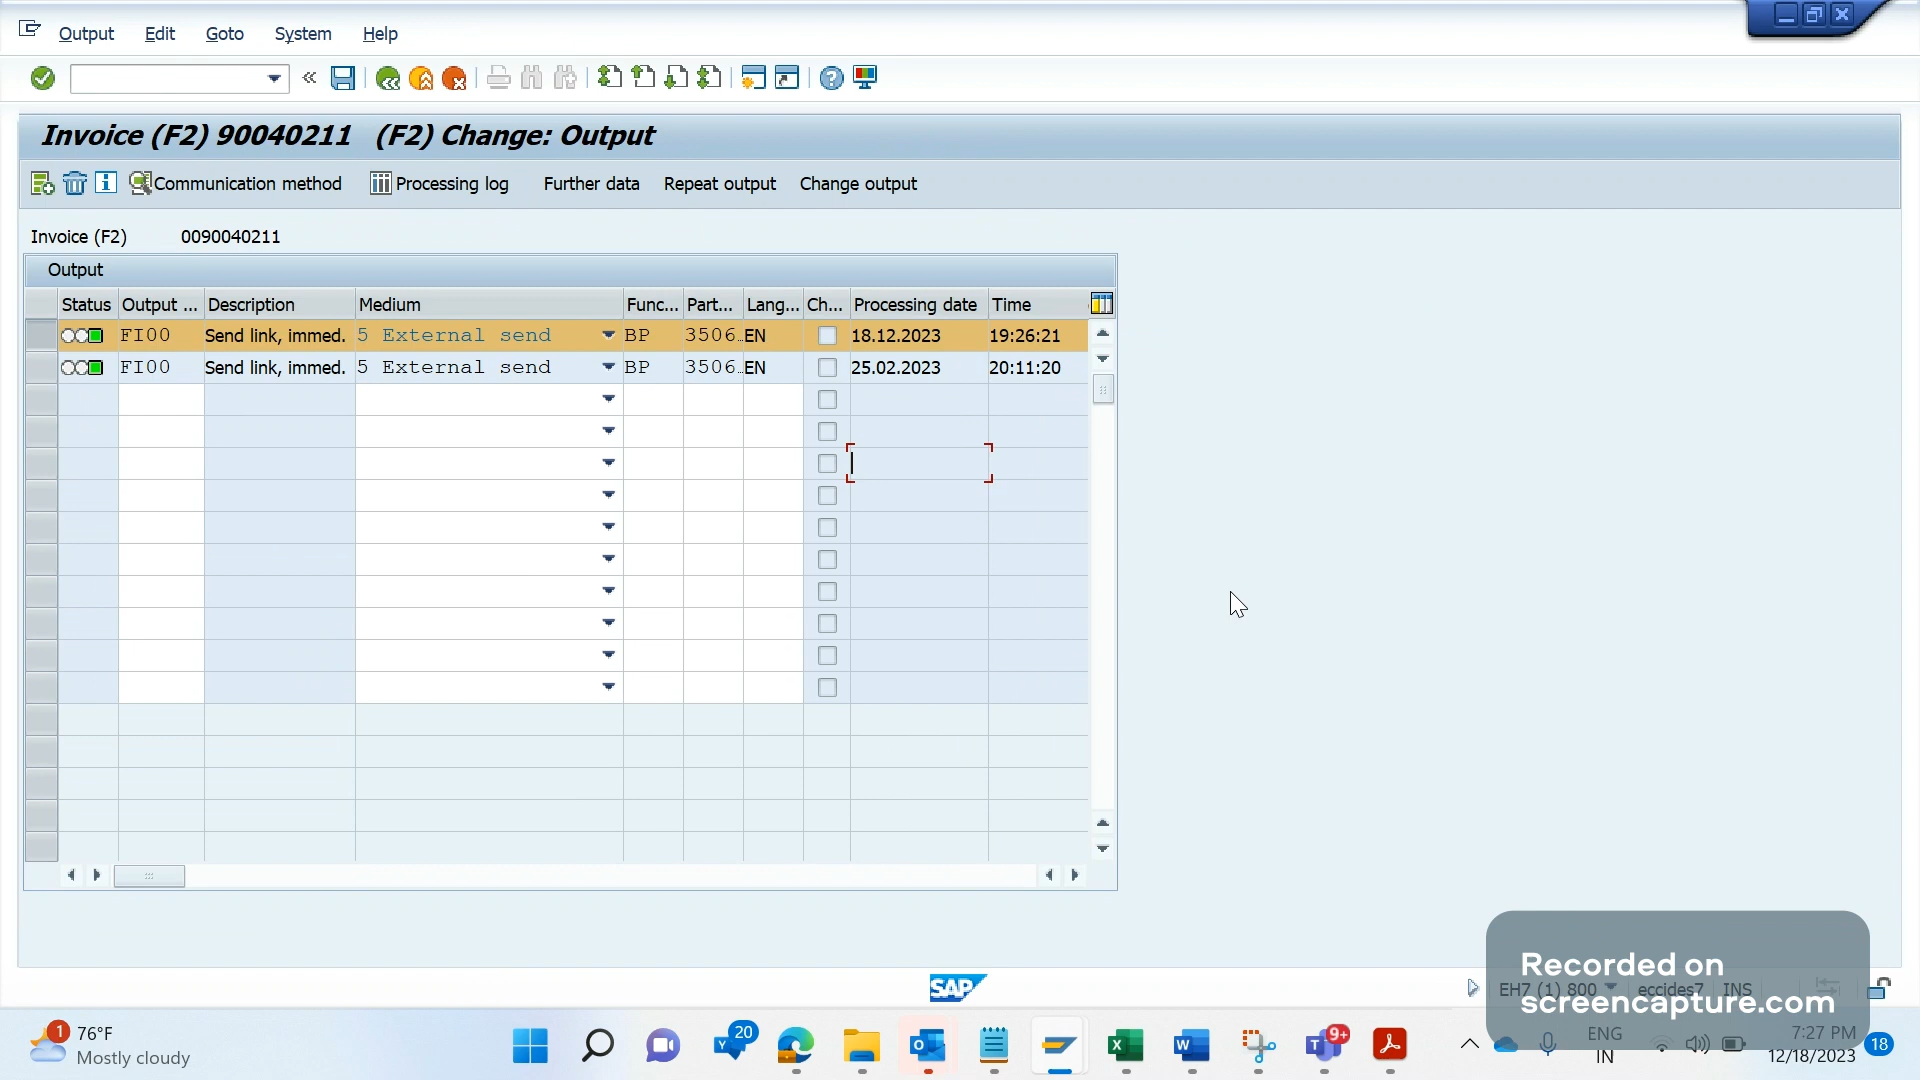 Output Edit Goto System Help
Invoice (F2) 90040211 (F2) Change: Output
Communication method Processing log Further data Repeat output Change output
Invoice (F2) 0090040211
Output
Status Output ... Description Medium Func... Part... Lang... Ch... Processing date Time
FI00 Send link, immed. 5 External send BP 3506.. EN 18.12.2023 19:26:21
FI00 Send link, immed. 5 External send BP 3506.. EN 25.02.2023 20:11:20
SAP
EH7 (1) 800 eccides7 INS
Recorded on
screencapture.com
1 76°F
Mostly cloudy
20
9+
ENG
IN
7:27 PM
12/18/2023
18